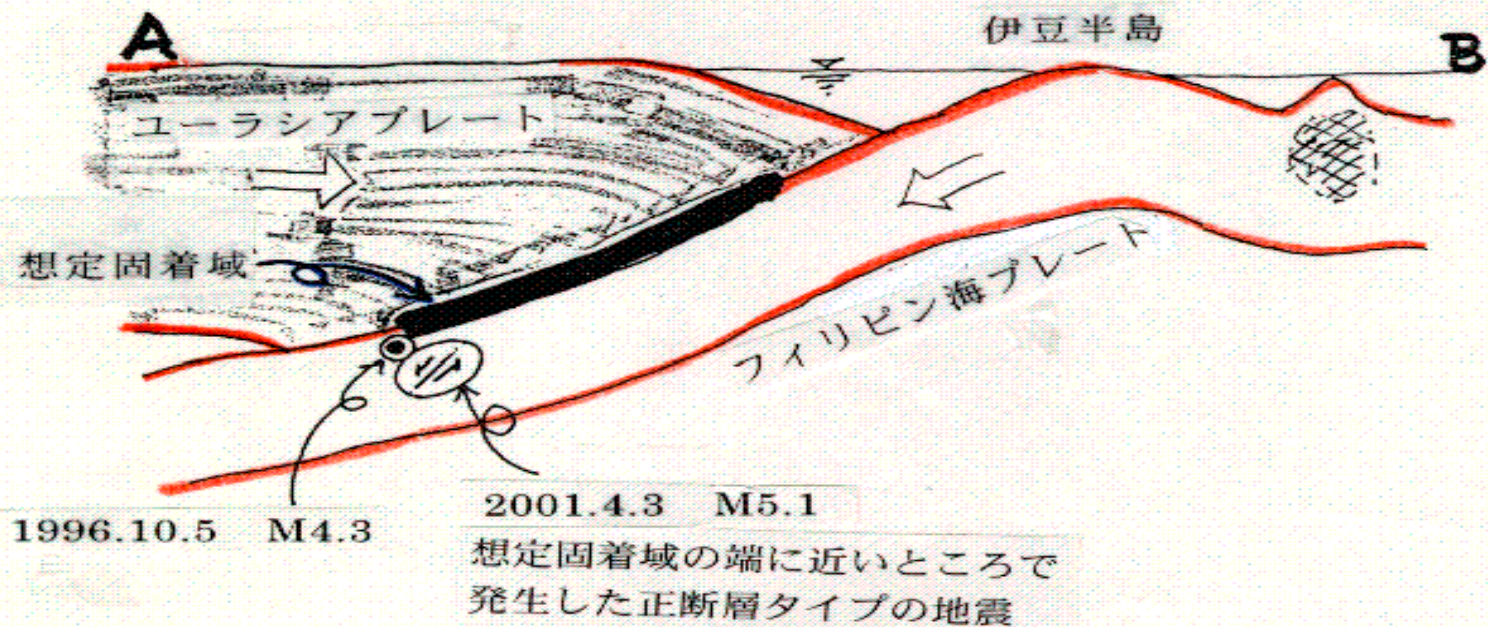 A
伊豆半島
B
ユーラシアプレート
想定固着域
フィリピン海プレート
1996.10.5 M4.3
2001.4.3 M5.1
想定固着域の端に近いところで
発生した正断層タイプの地震